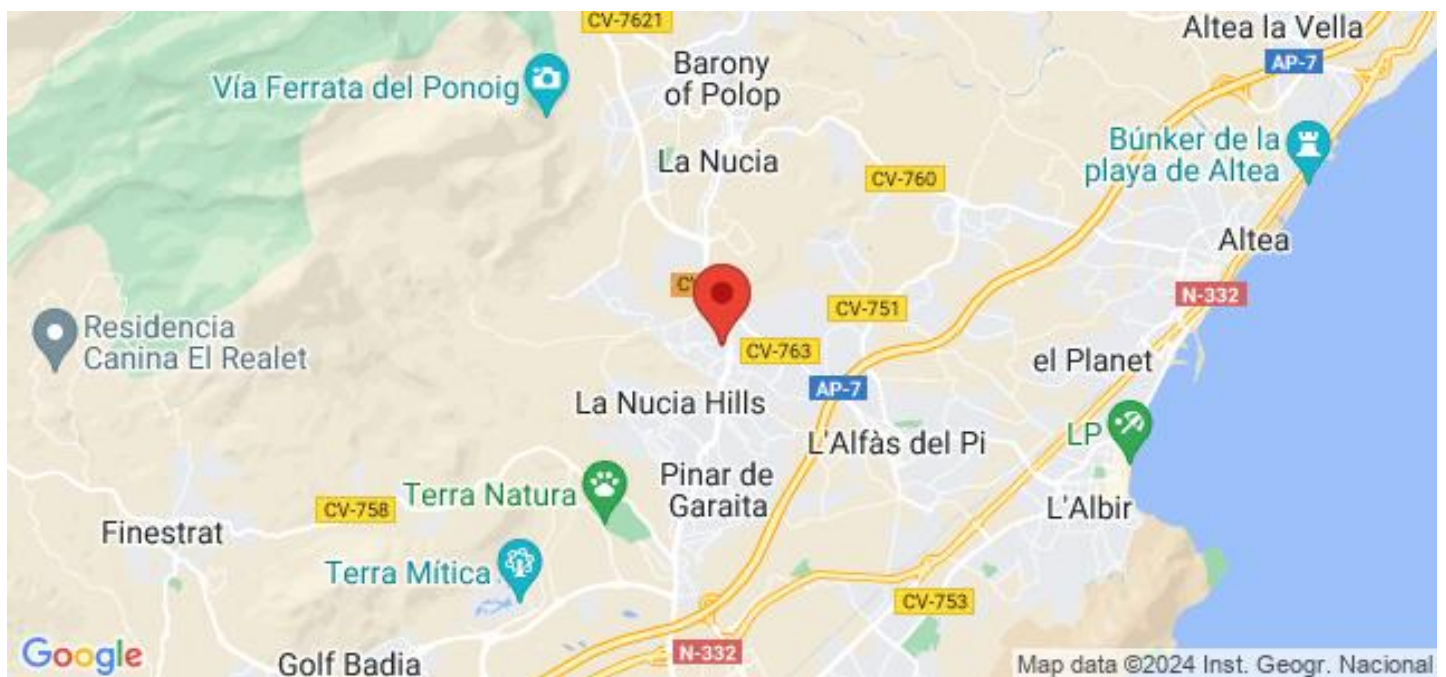 CV-7621
Altea la Vella
AP-7
Vía Ferrata del Ponoig
Barony
of Polop
Búnker de la
playa de Altea
La Nucia
CV-760
Altea
N-332
CV-751
Residencia
Canina El Realet
CV-763
el Planet
AP-7
La Nucia Hills
LP
L'Alfàs del Pi
Terra Natura
Pinar de
Garaita
L'Albir
CV-758
Finestrat
Terra Mítica
CV-753
N-332
Google
Golf Badia
Map data ©2024 Inst. Geogr. Nacional